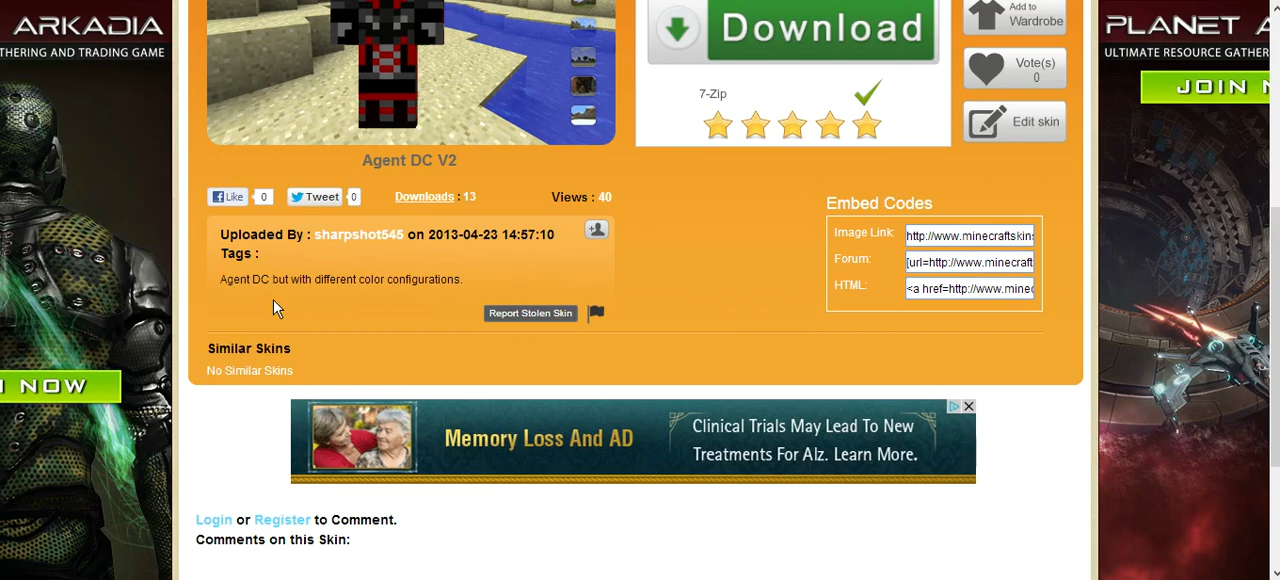 ARKADIA
THERING AND TRADING GAME
N NOW
Download
7-Zip
Add to
Wardrobe
Vote(s)
0
Edit skin
PLANET A
ULTIMATE RESOURCE GATHER
JOIN N
Agent DC V2
Like 0 Tweet 0 Downloads : 13 Views : 40
Uploaded By : sharpshot545 on 2013-04-23 14:57:10
Tags :
Agent DC but with different color configurations.
Report Stolen Skin
Embed Codes
Image Link: http://www.minecraftskins
Forum: [url=http://www.minecraft
HTML: <a href=http://www.minec
Similar Skins
No Similar Skins
Memory Loss And AD
Clinical Trials May Lead To New
Treatments For Alz. Learn More.
Login or Register to Comment.
Comments on this Skin: